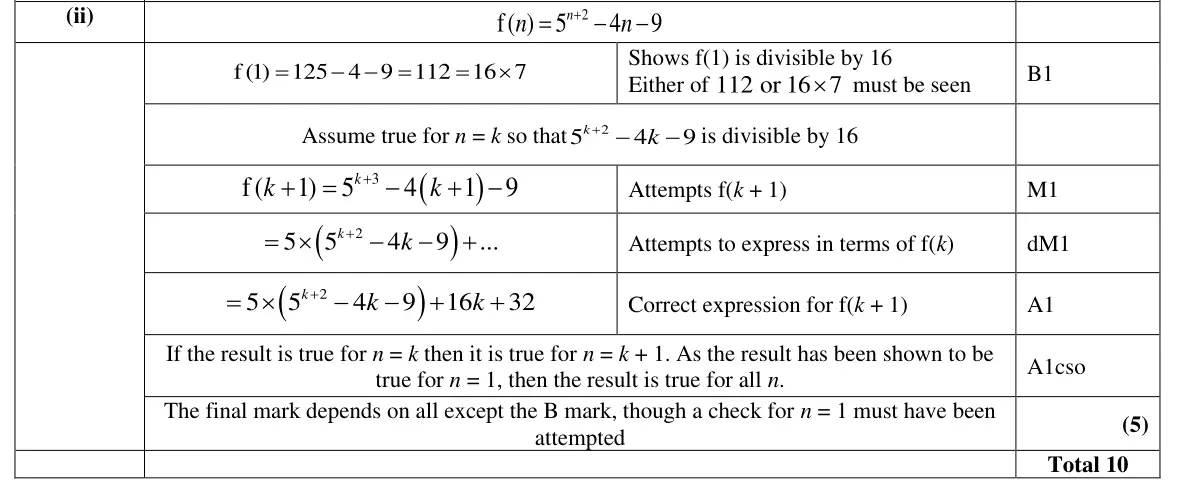 (ii)
f(n) = 5ⁿ⁺² − 4n − 9
f(1) = 125 − 4 − 9 = 112 = 16 × 7
Shows f(1) is divisible by 16
Either of 112 or 16 × 7 must be seen
B1
Assume true for n = k so that 5ᵏ⁺² − 4k − 9 is divisible by 16
f(k + 1) = 5ᵏ⁺³ − 4(k + 1) − 9
Attempts f(k + 1)
M1
= 5 × (5ᵏ⁺² − 4k − 9) + ...
Attempts to express in terms of f(k)
dM1
= 5 × (5ᵏ⁺² − 4k − 9) + 16k + 32
Correct expression for f(k + 1)
A1
If the result is true for n = k then it is true for n = k + 1. As the result has been shown to be
true for n = 1, then the result is true for all n.
A1cso
The final mark depends on all except the B mark, though a check for n = 1 must have been
attempted
(5)
Total 10